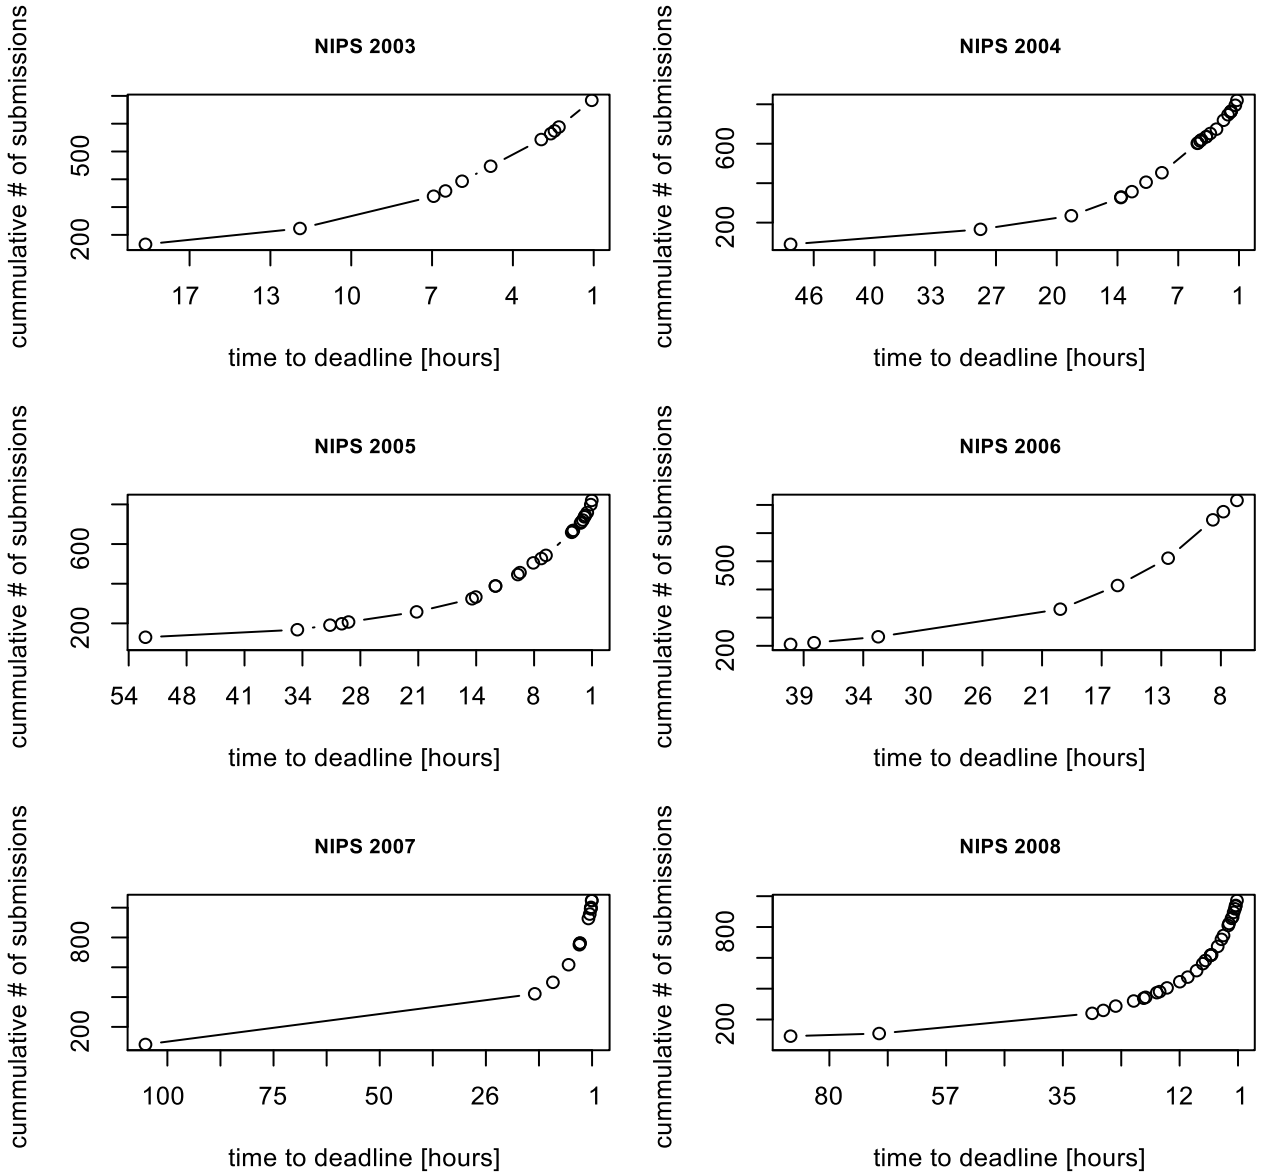 NIPS 2003
cummulative # of submissions
500
200
17 13 10 7 4 1
time to deadline [hours]
NIPS 2004
cummulative # of submissions
600
200
46 40 33 27 20 14 7 1
time to deadline [hours]
NIPS 2005
cummulative # of submissions
600
200
54 48 41 34 28 21 14 8 1
time to deadline [hours]
NIPS 2006
cummulative # of submissions
500
200
39 34 30 26 21 17 13 8
time to deadline [hours]
NIPS 2007
cummulative # of submissions
800
200
100 75 50 26 1
time to deadline [hours]
NIPS 2008
cummulative # of submissions
800
200
80 57 35 12 1
time to deadline [hours]